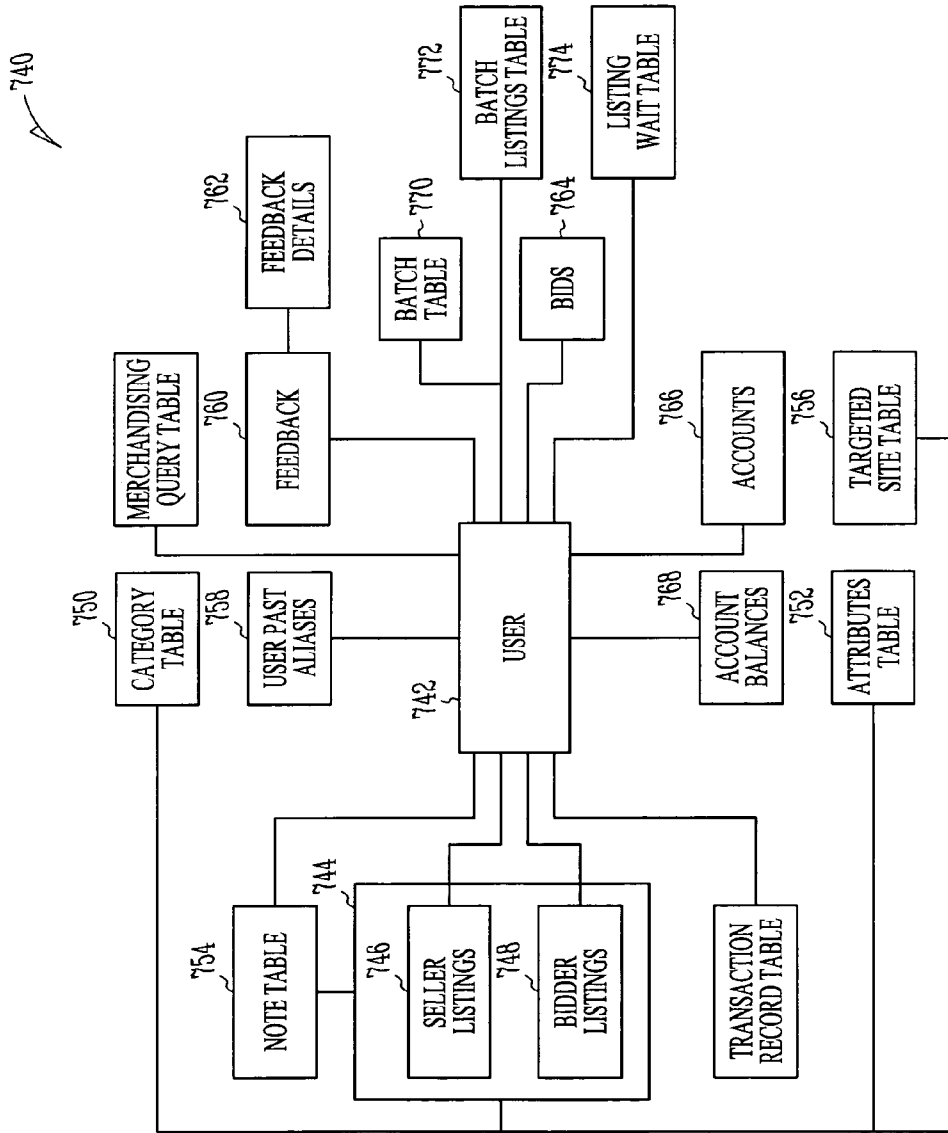 740
750
CATEGORY
TABLE
MERCHANDISING
QUERY TABLE
758
USER PAST
ALIASES
760
FEEDBACK
762
FEEDBACK
DETAILS
754
NOTE TABLE
744
746
SELLER
LISTINGS
748
BIDDER
LISTINGS
TRANSACTION
RECORD TABLE
742
USER
770
BATCH
TABLE
772
BATCH
LISTINGS TABLE
764
BIDS
774
LISTING
WAIT TABLE
768
ACCOUNT
BALANCES
766
ACCOUNTS
752
ATTRIBUTES
TABLE
756
TARGETED
SITE TABLE